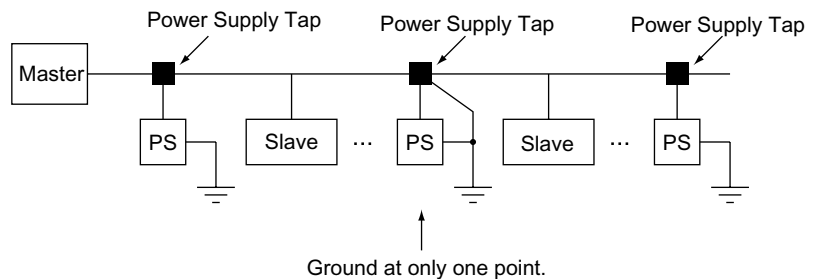 Power Supply Tap
Power Supply Tap
Power Supply Tap
Master
PS
Slave
...
PS
Slave
...
PS
Ground at only one point.